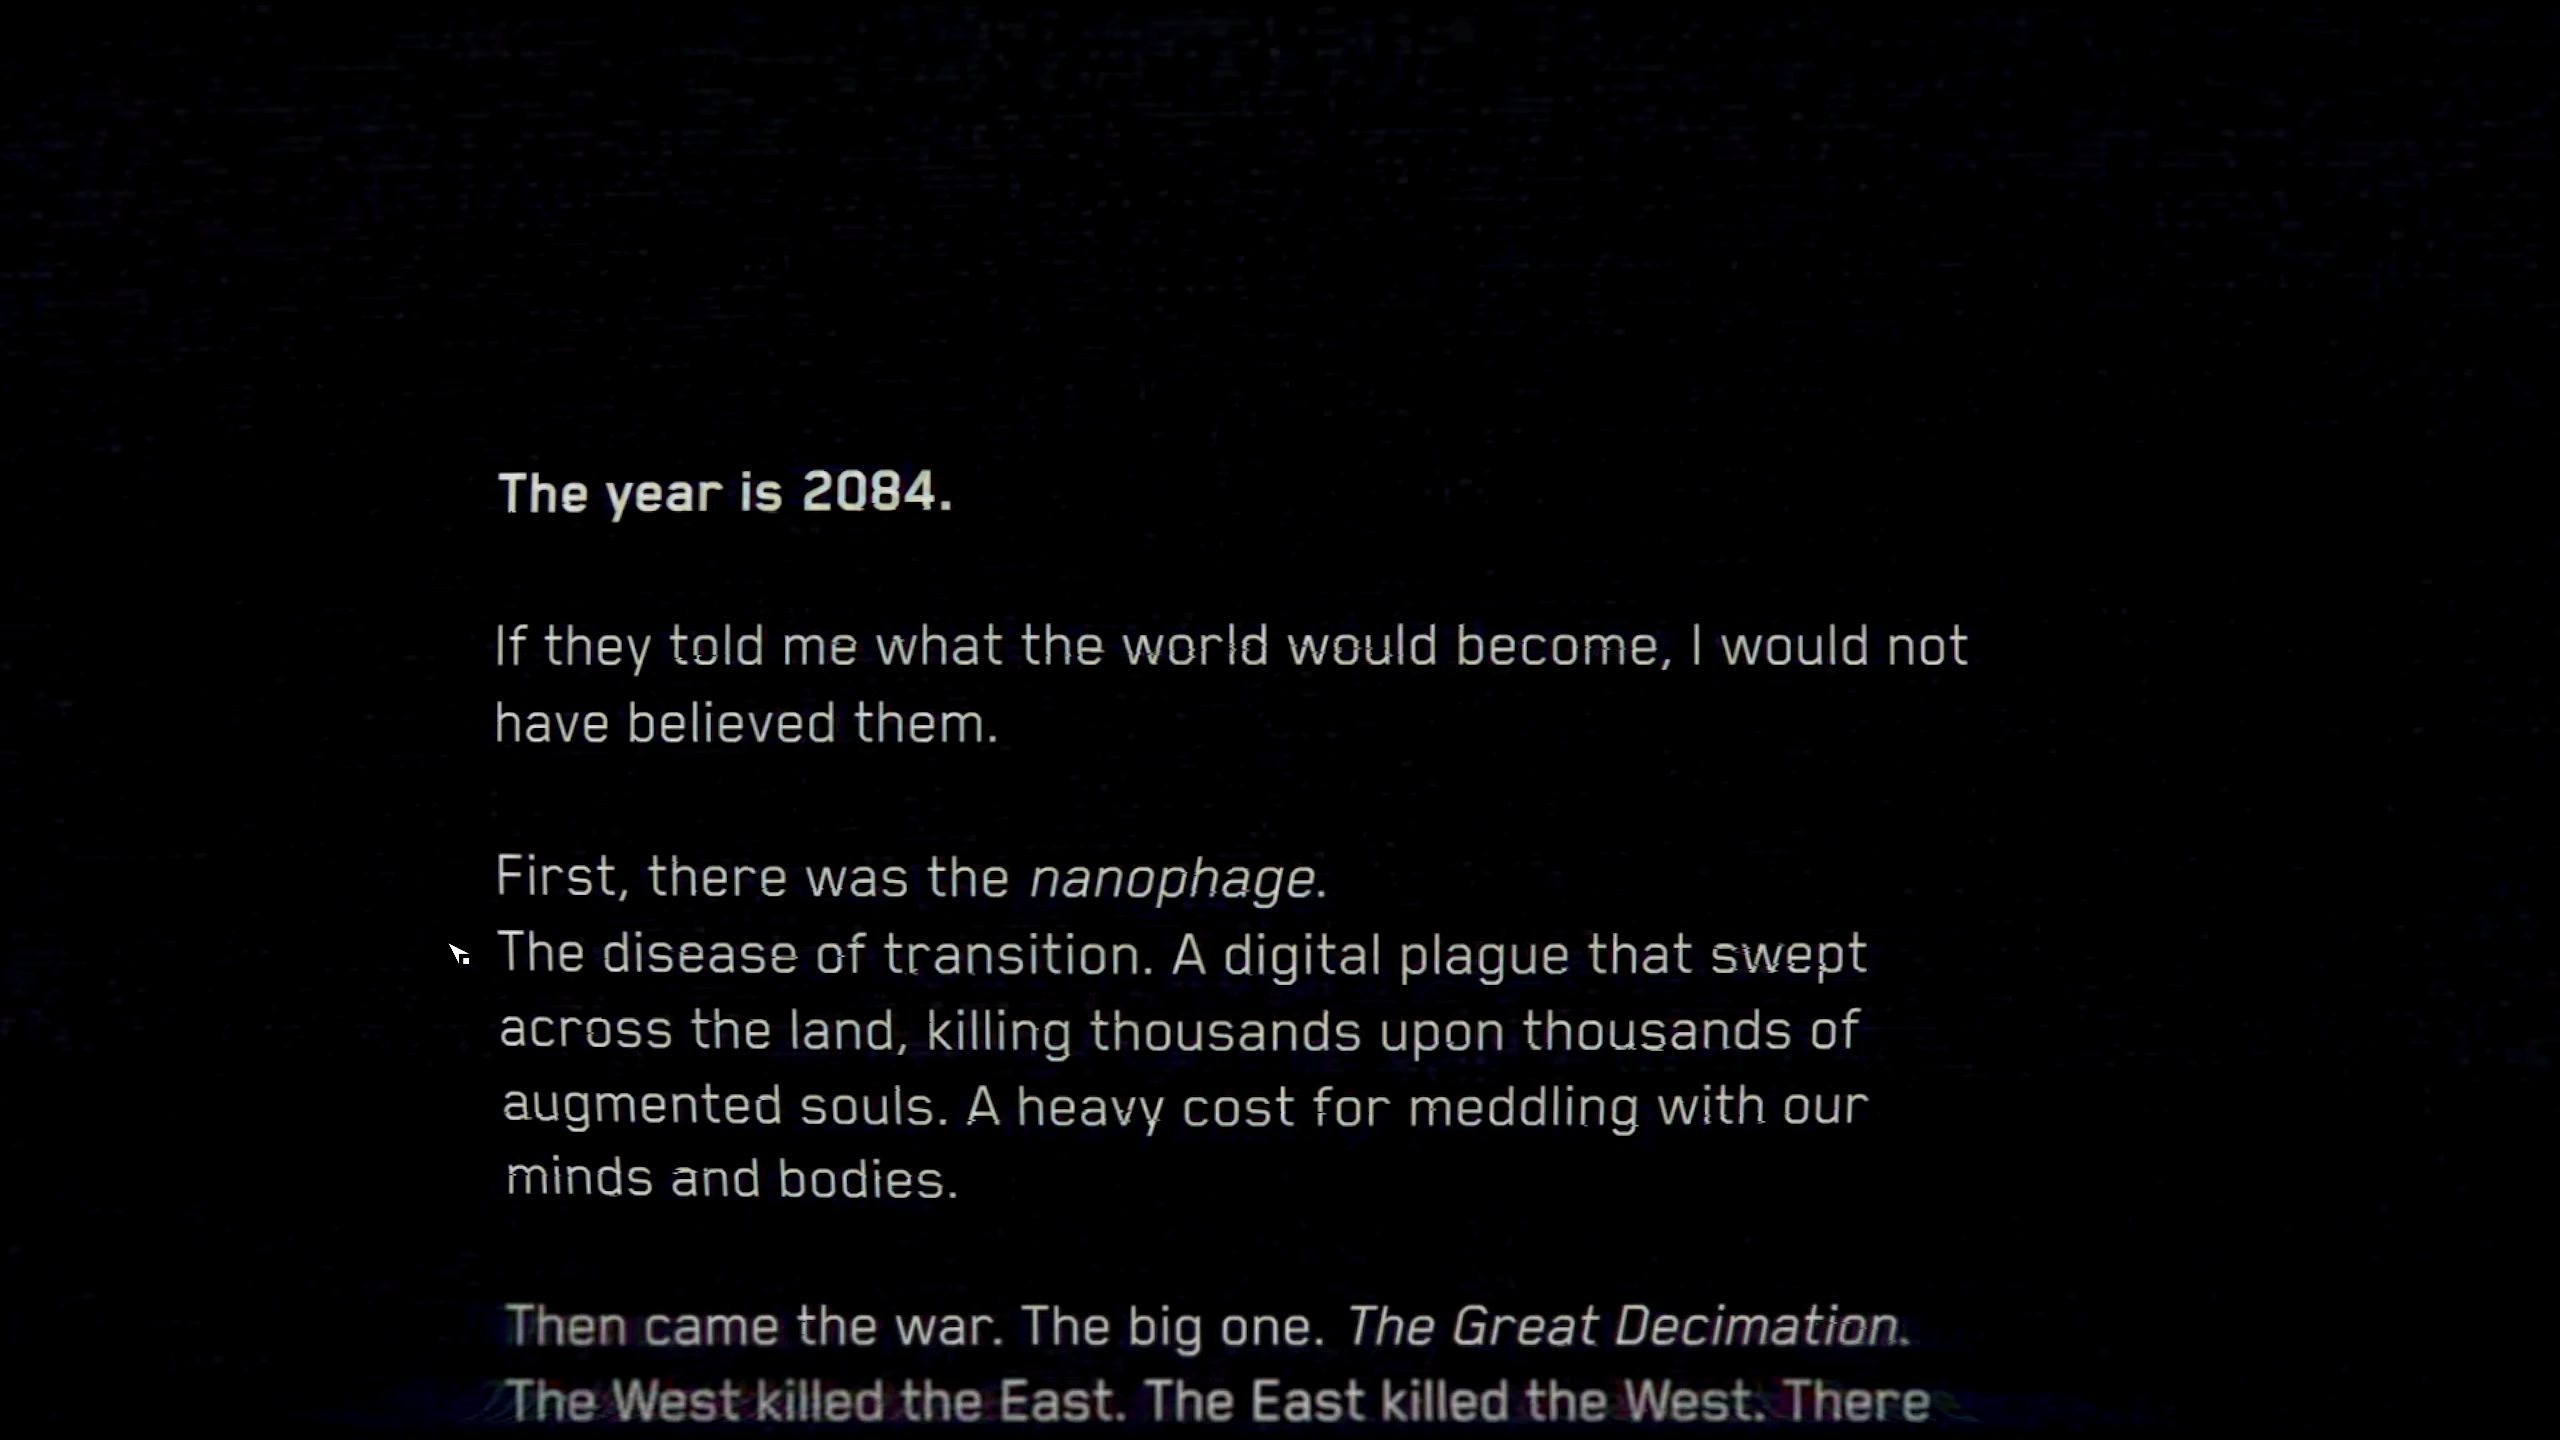 The year is 2084.
If they told me what the world would become, I would not
have believed them.
First, there was the nanophage.
The disease of transition. A digital plague that swept
across the land, killing thousands upon thousands of
augmented souls. A heavy cost for meddling with our
minds and bodies.
Then came the war. The big one. The Great Decimation.
The West killed the East. The East killed the West. There